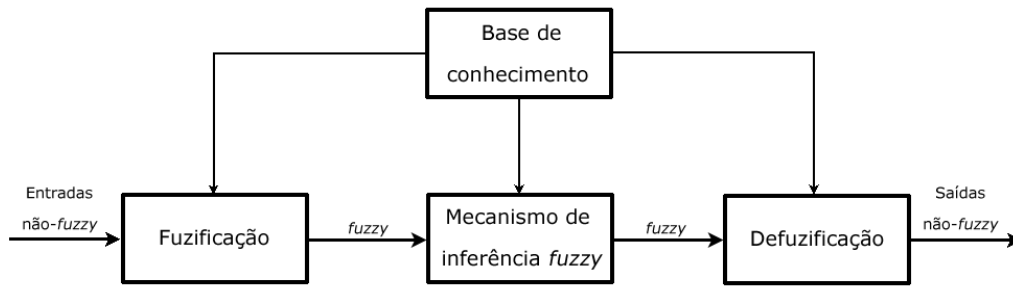 Base de
conhecimento
Entradas
não-fuzzy
Fuzificação
fuzzy
Mecanismo de
inferência fuzzy
fuzzy
Defuzificação
Saídas
não-fuzzy